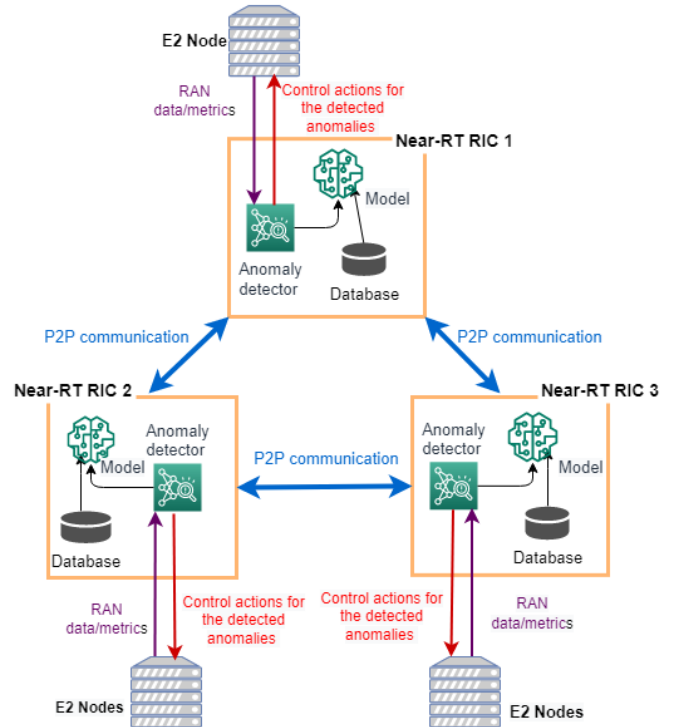 E2 Node
RAN
data/metrics
Control actions for
the detected
anomalies
Near-RT RIC 1
Model
Anomaly
detector
Database
P2P communication
P2P communication
Near-RT RIC 2
Near-RT RIC 3
Anomaly
detector
Model
Database
P2P communication
Anomaly
detector
Model
Database
RAN
data/metrics
Control actions for
the detected
anomalies
Control actions for
the detected
anomalies
RAN
data/metrics
E2 Nodes
E2 Nodes